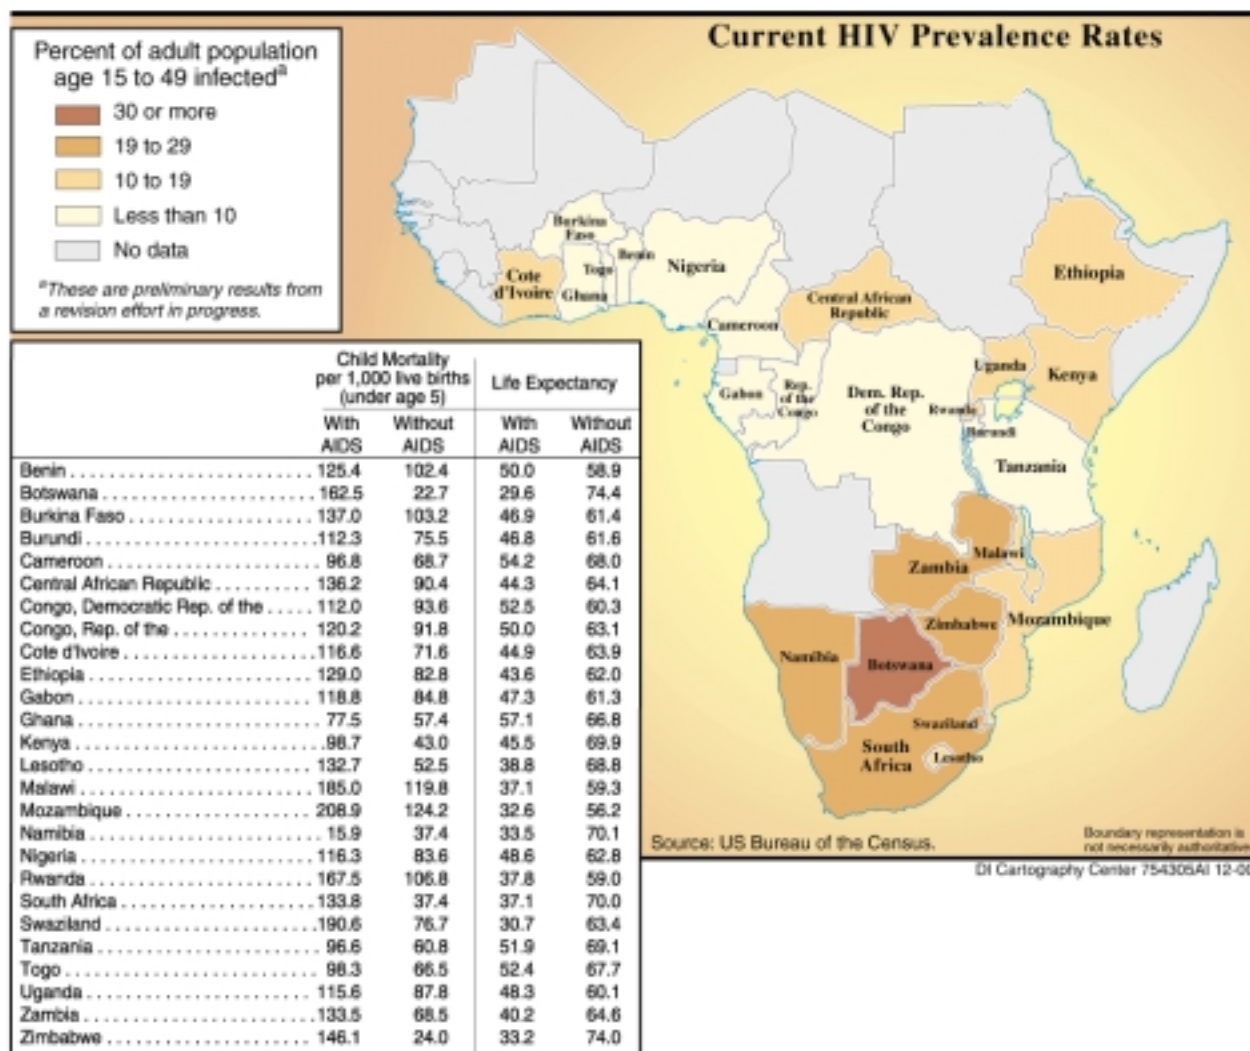 Current HIV Prevalence Rates
Percent of adult population
age 15 to 49 infectedª
30 or more
19 to 29
10 to 19
Less than 10
No data
ªThese are preliminary results from
a revision effort in progress.
Burkina
Faso
Benin
Togo
Nigeria
Cote
d'Ivoire
Ghana
Ethiopia
Central African
Republic
Cameroon
Uganda
Kenya
Gabon
Rep.
of the
Congo
Dem. Rep.
of the
Congo
Rwanda
Burundi
Tanzania
Malawi
Zambia
Zimbabwe
Mozambique
Namibia
Botswana
Swaziland
South
Africa
Lesotho
Source: US Bureau of the Census.
Boundary representation is
not necessarily authoritative
DI Cartography Center 754305AI 12-00
Child Mortality
per 1,000 live births
(under age 5)
Life Expectancy
With AIDS Without AIDS With AIDS Without AIDS
Benin 125.4 102.4 50.0 58.9
Botswana 162.5 22.7 29.6 74.4
Burkina Faso 137.0 103.2 46.9 61.4
Burundi 112.3 75.5 46.8 61.6
Cameroon 96.8 68.7 54.2 68.0
Central African Republic 136.2 90.4 44.3 64.1
Congo, Democratic Rep. of the 112.0 93.6 52.5 60.3
Congo, Rep. of the 120.2 91.8 50.0 63.1
Cote d'Ivoire 116.6 71.6 44.9 63.9
Ethiopia 129.0 82.8 43.6 62.0
Gabon 118.8 84.8 47.3 61.3
Ghana 77.5 57.4 57.1 66.8
Kenya 98.7 43.0 45.5 69.9
Lesotho 132.7 52.5 38.8 68.8
Malawi 185.0 119.8 37.1 59.3
Mozambique 208.9 124.2 32.6 56.2
Namibia 15.9 37.4 33.5 70.1
Nigeria 116.3 83.6 48.6 62.8
Rwanda 167.5 106.8 37.8 59.0
South Africa 133.8 37.4 37.1 70.0
Swaziland 190.6 76.7 30.7 63.4
Tanzania 96.6 60.8 51.9 69.1
Togo 98.3 66.5 52.4 67.7
Uganda 115.6 87.8 48.3 60.1
Zambia 133.5 68.5 40.2 64.6
Zimbabwe 146.1 24.0 33.2 74.0